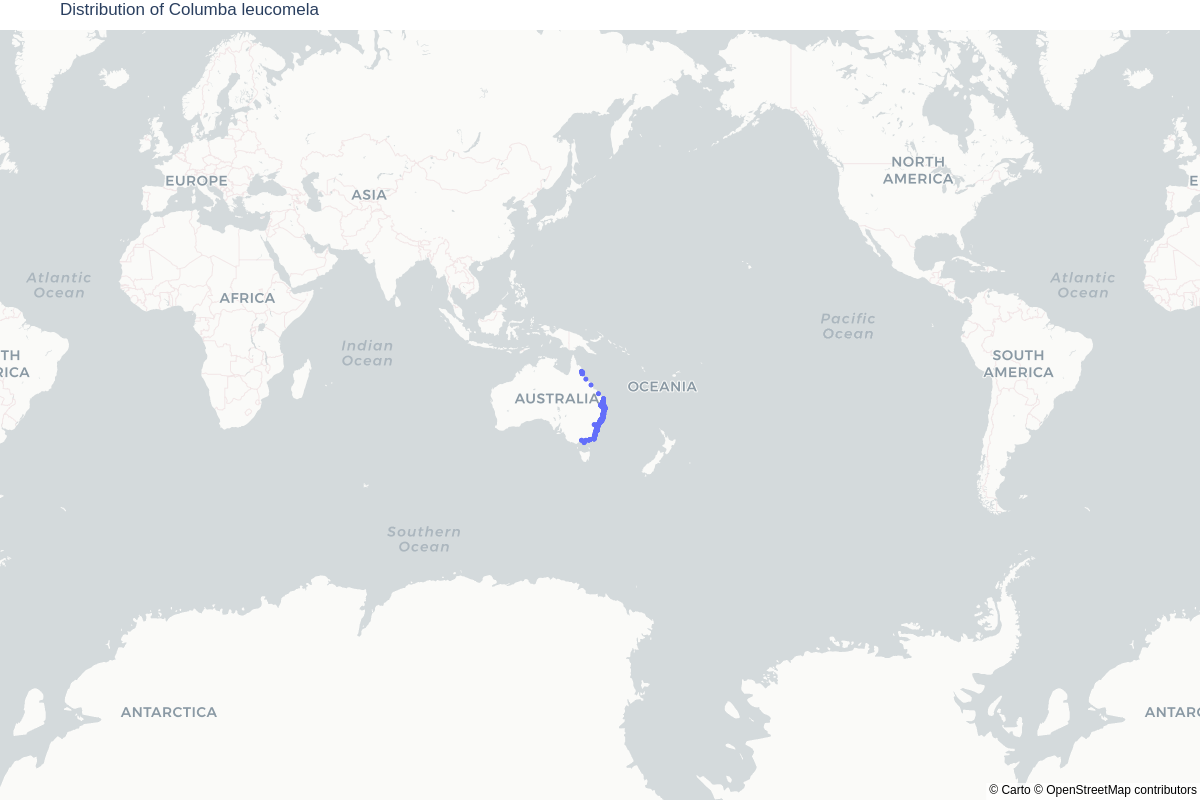 Distribution of Columba leucomela
NORTH
AMERICA
EUROPE
E
ASIA
Atlantic
Ocean
Atlantic
Ocean
AFRICA
Pacific
Ocean
Indian
Ocean
TH
RICA
SOUTH
AMERICA
OCEANIA
AUSTRALIA
Southern
Ocean
ANTARCTICA
ANTARC
© Carto © OpenStreetMap contributors